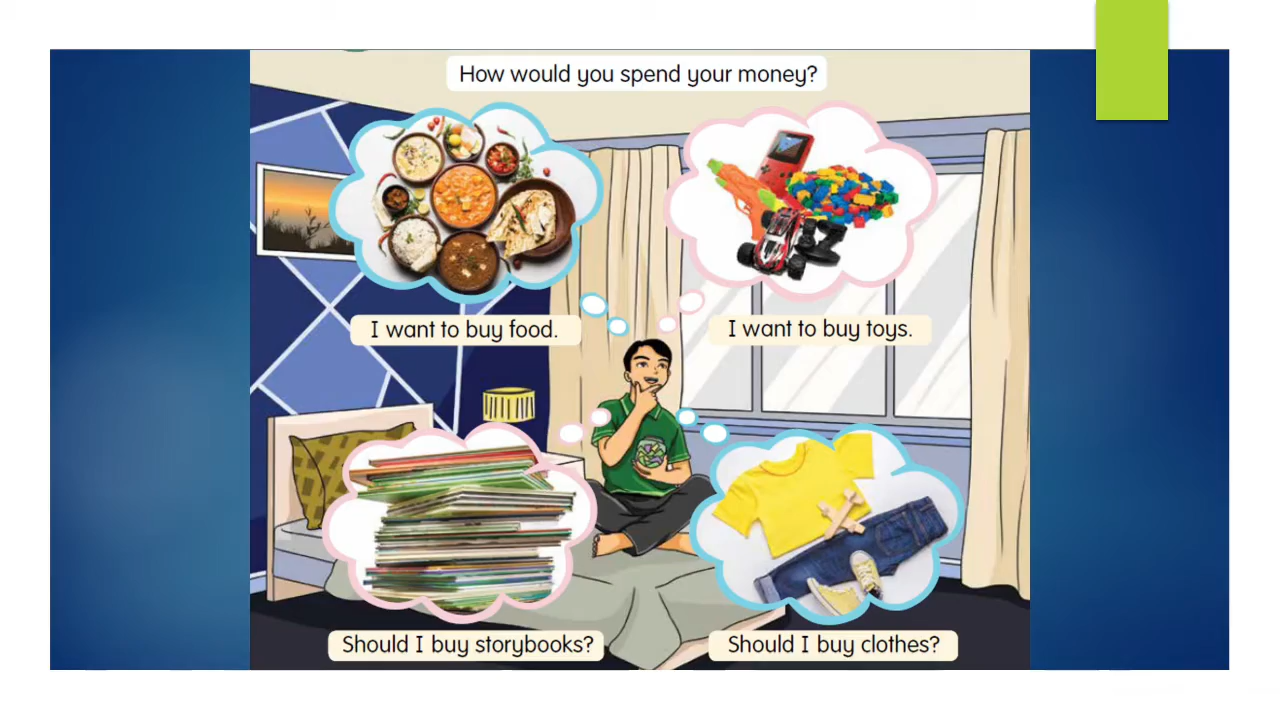 How would you spend your money?
I want to buy food.
I want to buy toys.
Should I buy storybooks?
Should I buy clothes?